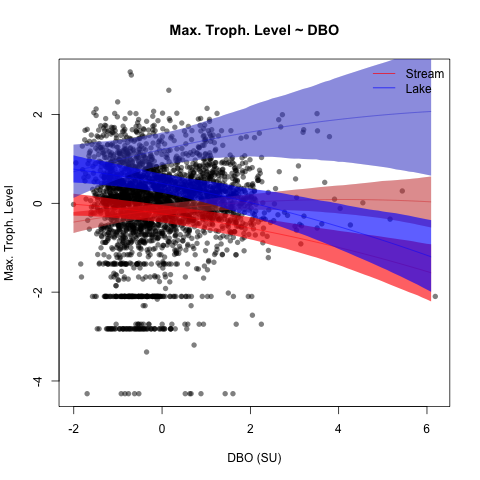 Max. Troph. Level ~ DBO
Stream
Lake
Max. Troph. Level
2
0
-2
-4
-2
0
2
4
6
DBO (SU)